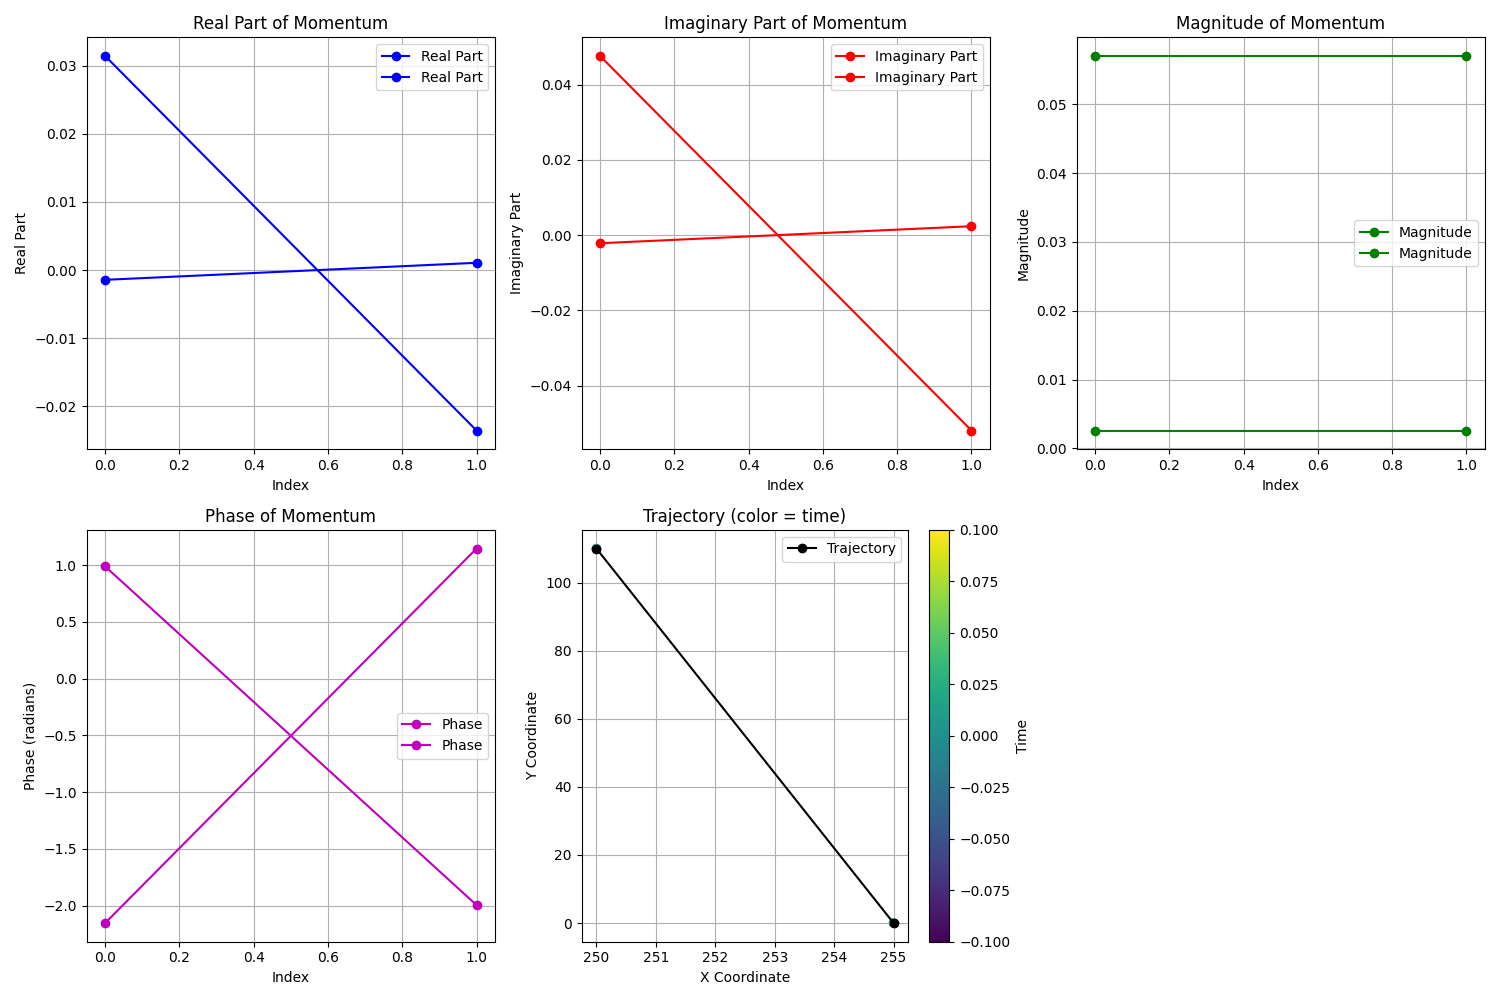 Real Part of Momentum
Real Part
Real Part
0.03
0.02
0.01
0.00
−0.01
−0.02
Real Part
0.0 0.2 0.4 0.6 0.8 1.0
Index
Imaginary Part of Momentum
Imaginary Part
Imaginary Part
0.04
0.02
0.00
−0.02
−0.04
Imaginary Part
0.0 0.2 0.4 0.6 0.8 1.0
Index
Magnitude of Momentum
Magnitude
Magnitude
0.05
0.04
0.03
0.02
0.01
0.00
Magnitude
0.0 0.2 0.4 0.6 0.8 1.0
Index
Phase of Momentum
Phase
Phase
1.0
0.5
0.0
−0.5
−1.0
−1.5
−2.0
Phase (radians)
0.0 0.2 0.4 0.6 0.8 1.0
Index
Trajectory (color = time)
Trajectory
100
80
60
40
20
0
Y Coordinate
250 251 252 253 254 255
X Coordinate
0.100
0.075
0.050
0.025
0.000
−0.025
−0.050
−0.075
−0.100
Time